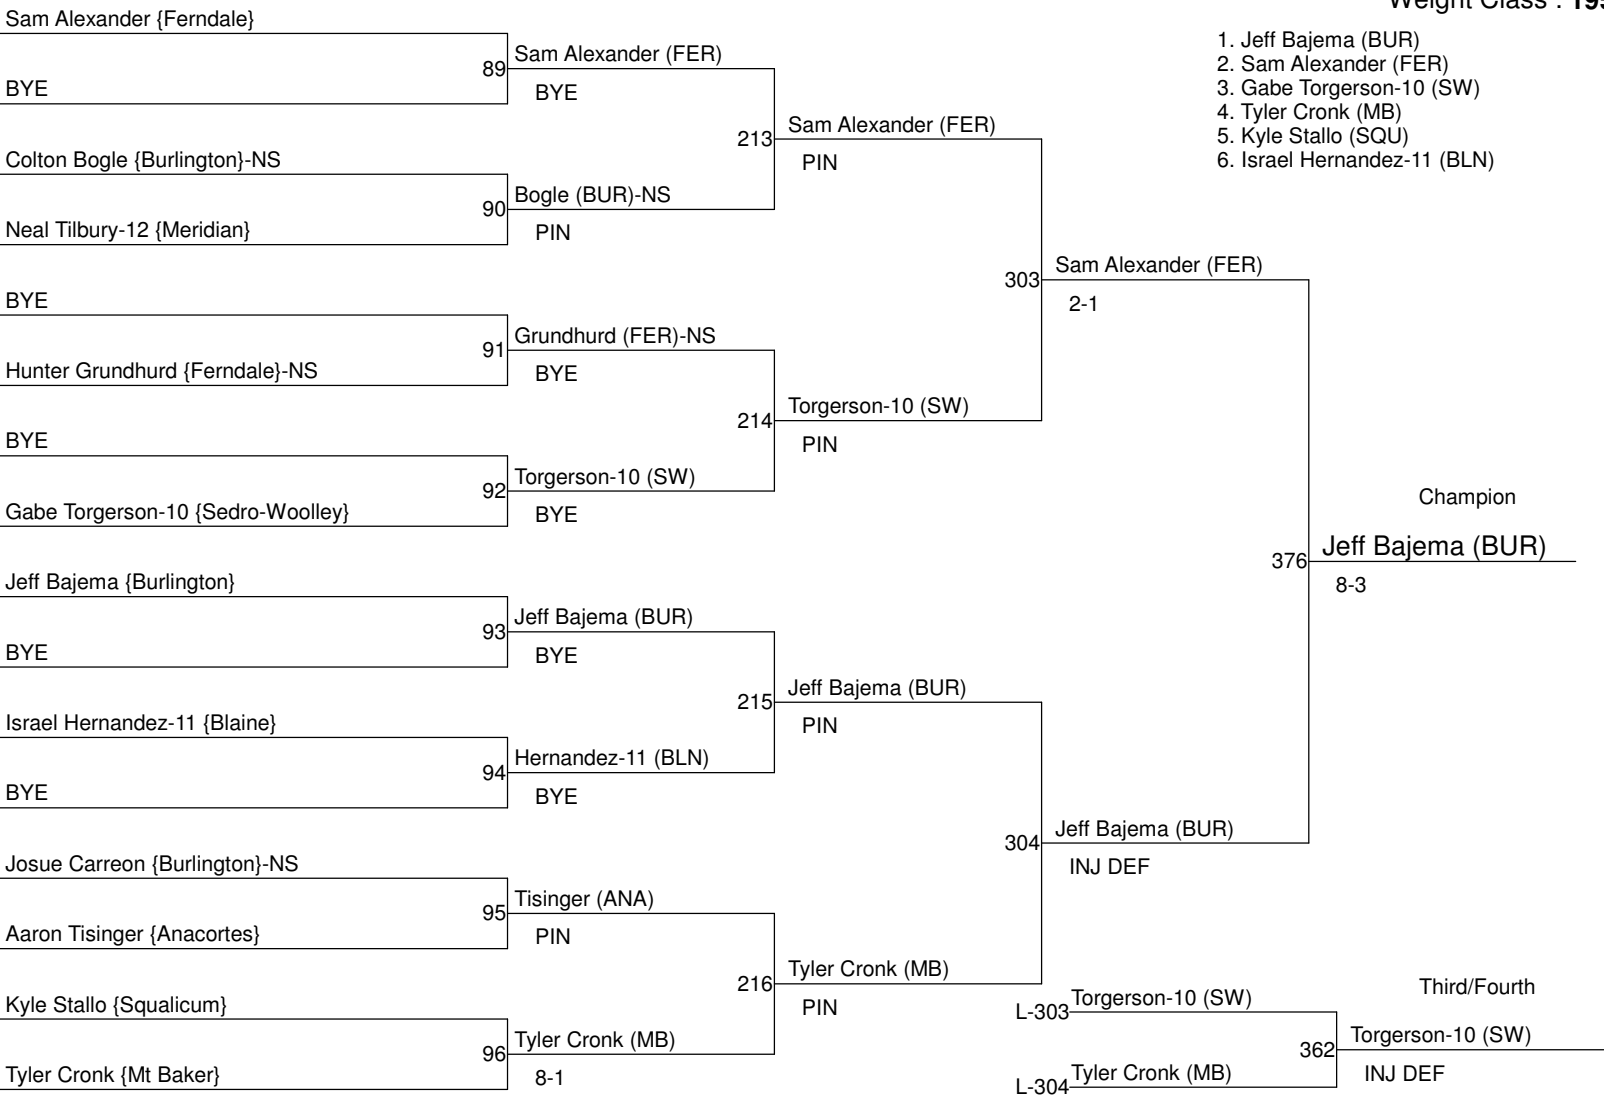 Weight Class : 195
1. Jeff Bajema (BUR)
2. Sam Alexander (FER)
3. Gabe Torgerson-10 (SW)
4. Tyler Cronk (MB)
5. Kyle Stallo (SQU)
6. Israel Hernandez-11 (BLN)
Sam Alexander {Ferndale}
BYE
Colton Bogle {Burlington}-NS
Neal Tilbury-12 {Meridian}
BYE
Hunter Grundhurd {Ferndale}-NS
BYE
Gabe Torgerson-10 {Sedro-Woolley}
Jeff Bajema {Burlington}
BYE
Israel Hernandez-11 {Blaine}
BYE
Josue Carreon {Burlington}-NS
Aaron Tisinger {Anacortes}
Kyle Stallo {Squalicum}
Tyler Cronk {Mt Baker}
89 Sam Alexander (FER)
BYE
90 Bogle (BUR)-NS
PIN
91 Grundhurd (FER)-NS
BYE
92 Torgerson-10 (SW)
BYE
93 Jeff Bajema (BUR)
BYE
94 Hernandez-11 (BLN)
BYE
95 Tisinger (ANA)
PIN
96 Tyler Cronk (MB)
8-1
213 Sam Alexander (FER)
PIN
214 Torgerson-10 (SW)
PIN
215 Jeff Bajema (BUR)
PIN
216 Tyler Cronk (MB)
PIN
303 Sam Alexander (FER)
2-1
304 Jeff Bajema (BUR)
INJ DEF
Champion
376 Jeff Bajema (BUR)
8-3
Third/Fourth
L-303 Torgerson-10 (SW)
L-304 Tyler Cronk (MB)
362 Torgerson-10 (SW)
INJ DEF